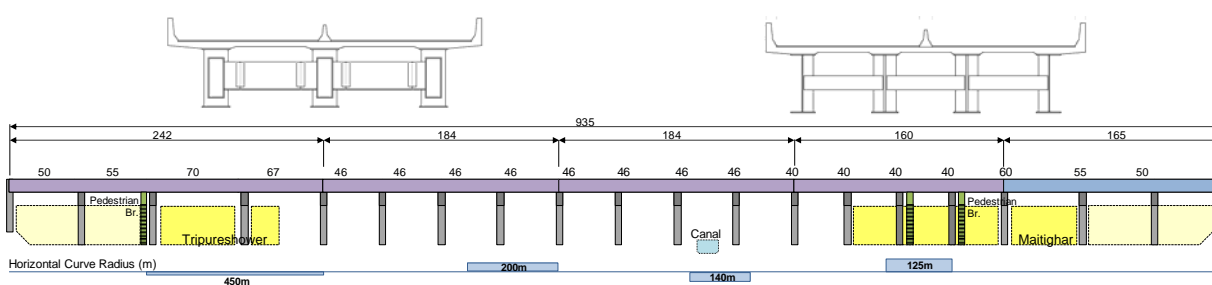 935
242 184 184 160 165
50 55 70 67 46 46 46 46 46 46 46 46 40 40 40 40 60 55 50
Pedestrian
Br.
Pedestrian
Br.
Canal
Tripureshower
Maitighar
Horizontal Curve Radius (m)
450m
200m
140m
125m